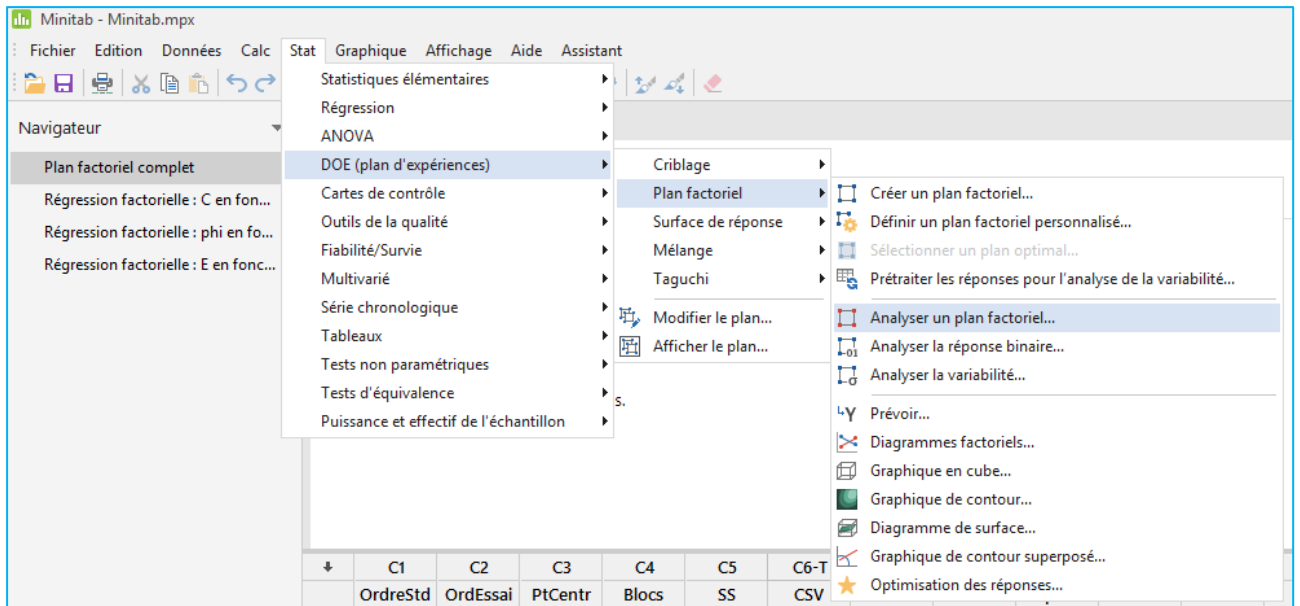 Minitab - Minitab.mpx
Fichier Edition Données Calc Stat Graphique Affichage Aide Assistant
Navigateur
Plan factoriel complet
Régression factorielle : C en fon...
Régression factorielle : phi en fo...
Régression factorielle : E en fonc...
Statistiques élémentaires
Régression
ANOVA
DOE (plan d'expériences)
Cartes de contrôle
Outils de la qualité
Fiabilité/Survie
Multivarié
Série chronologique
Tableaux
Tests non paramétriques
Tests d'équivalence
Puissance et effectif de l'échantillon
Criblage
Plan factoriel
Surface de réponse
Mélange
Taguchi
Modifier le plan...
Afficher le plan...
s.
Créer un plan factoriel...
Définir un plan factoriel personnalisé...
Sélectionner un plan optimal...
Prétraiter les réponses pour l'analyse de la variabilité...
Analyser un plan factoriel...
Analyser la réponse binaire...
Analyser la variabilité...
Prévoir...
Diagrammes factoriels...
Graphique en cube...
Graphique de contour...
Diagramme de surface...
Graphique de contour superposé...
Optimisation des réponses...
C1 C2 C3 C4 C5 C6-T
OrdreStd OrdEssai PtCentr Blocs SS CSV